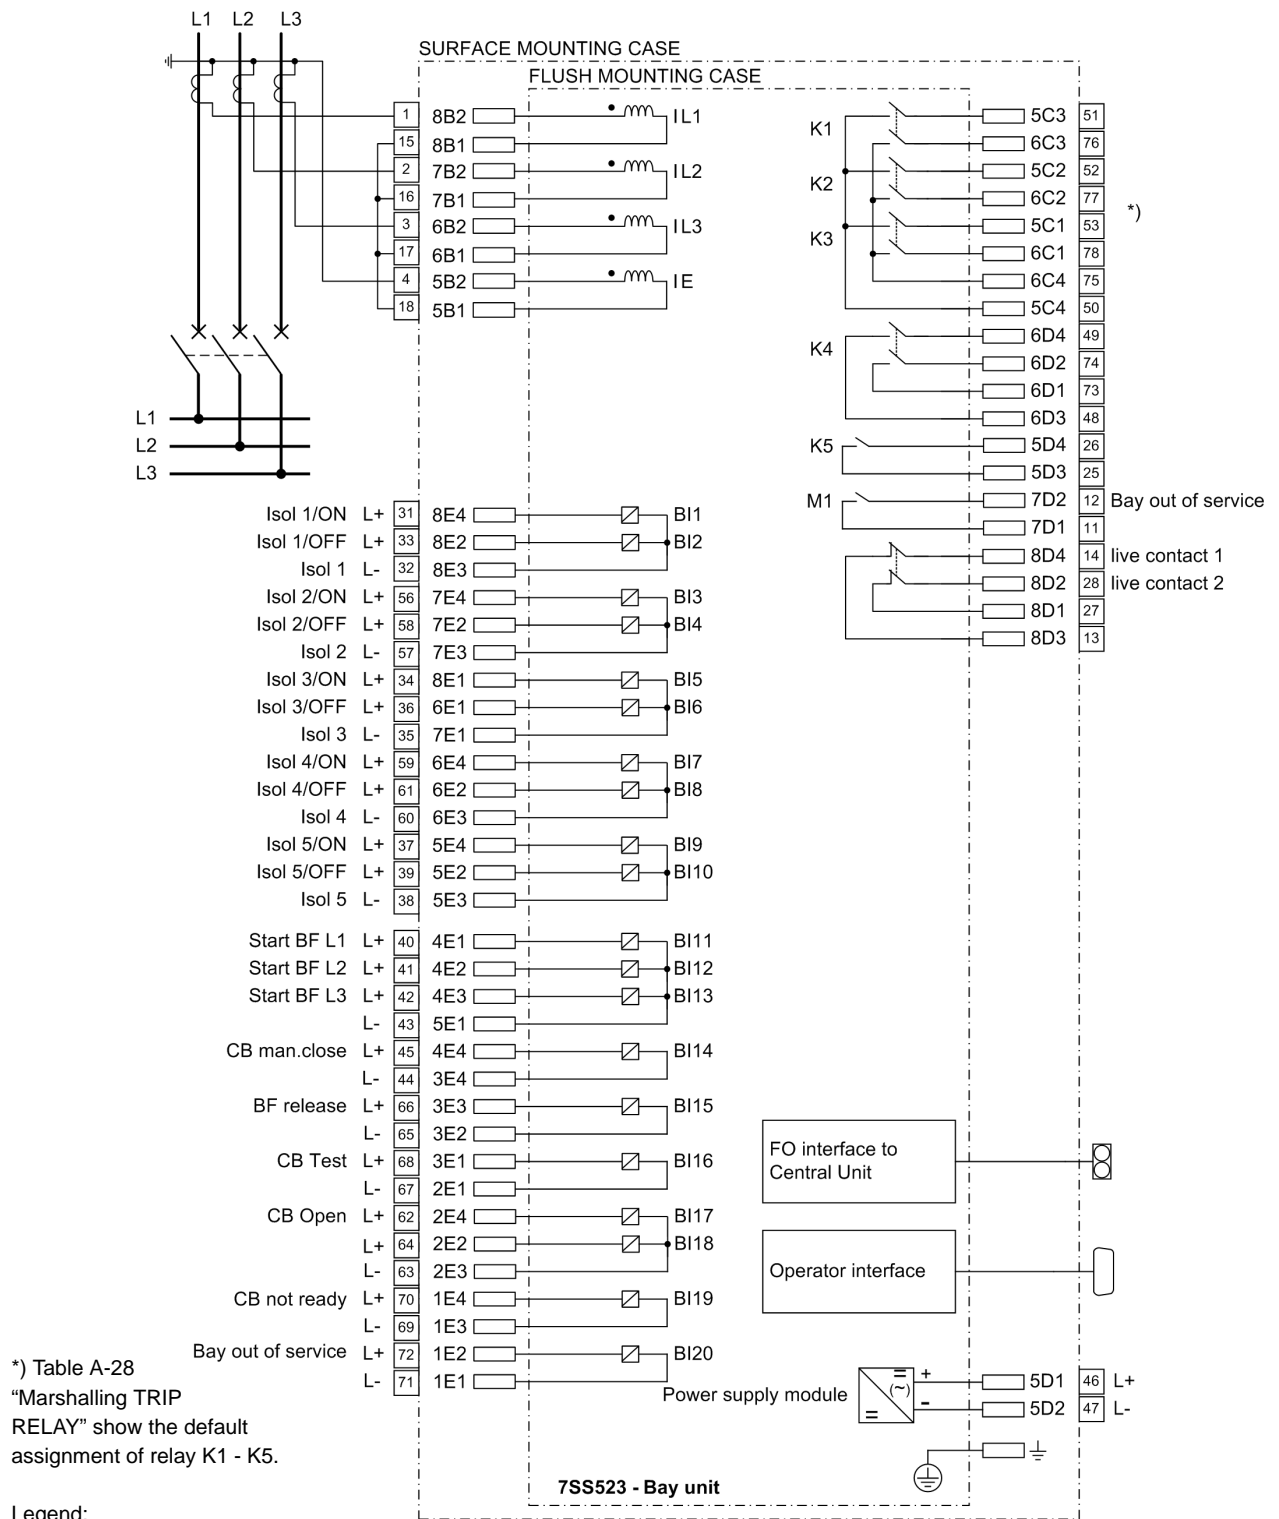 L1 L2 L3
SURFACE MOUNTING CASE
FLUSH MOUNTING CASE
1 8B2 IL1
15 8B1
2 7B2 IL2
16 7B1
3 6B2 IL3
17 6B1
4 5B2 IE
18 5B1
K1 5C3 51
6C3 76
K2 5C2 52
6C2 77
*)
K3 5C1 53
6C1 78
6C4 75
5C4 50
K4 6D4 49
6D2 74
6D1 73
6D3 48
K5 5D4 26
5D3 25
M1 7D2 12 Bay out of service
7D1 11
8D4 14 live contact 1
8D2 28 live contact 2
8D1 27
8D3 13
L1
L2
L3
Isol 1/ON L+ 31 8E4 BI1
Isol 1/OFF L+ 33 8E2 BI2
Isol 1 L- 32 8E3
Isol 2/ON L+ 56 7E4 BI3
Isol 2/OFF L+ 58 7E2 BI4
Isol 2 L- 57 7E3
Isol 3/ON L+ 34 8E1 BI5
Isol 3/OFF L+ 36 6E1 BI6
Isol 3 L- 35 7E1
Isol 4/ON L+ 59 6E4 BI7
Isol 4/OFF L+ 61 6E2 BI8
Isol 4 L- 60 6E3
Isol 5/ON L+ 37 5E4 BI9
Isol 5/OFF L+ 39 5E2 BI10
Isol 5 L- 38 5E3
Start BF L1 L+ 40 4E1 BI11
Start BF L2 L+ 41 4E2 BI12
Start BF L3 L+ 42 4E3 BI13
L- 43 5E1
CB man.close L+ 45 4E4 BI14
L- 44 3E4
BF release L+ 66 3E3 BI15
L- 65 3E2
CB Test L+ 68 3E1 BI16
L- 67 2E1
CB Open L+ 62 2E4 BI17
L+ 64 2E2 BI18
L- 63 2E3
CB not ready L+ 70 1E4 BI19
L- 69 1E3
Bay out of service L+ 72 1E2 BI20
L- 71 1E1
FO interface to
Central Unit
Operator interface
Power supply module = (~) = + 5D1 46 L+
- 5D2 47 L-
7SS523 - Bay unit
*) Table A-28
“Marshalling TRIP
RELAY” show the default
assignment of relay K1 - K5.
Legend: